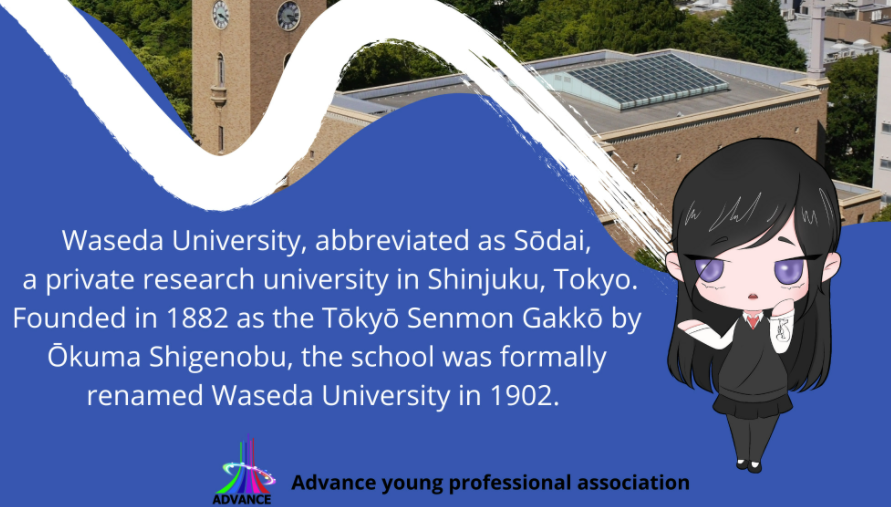 Waseda University, abbreviated as Sōdai,
a private research university in Shinjuku, Tokyo.
Founded in 1882 as the Tōkyō Senmon Gakkō by
Ōkuma Shigenobu, the school was formally
renamed Waseda University in 1902.
ADVANCE
Advance young professional association